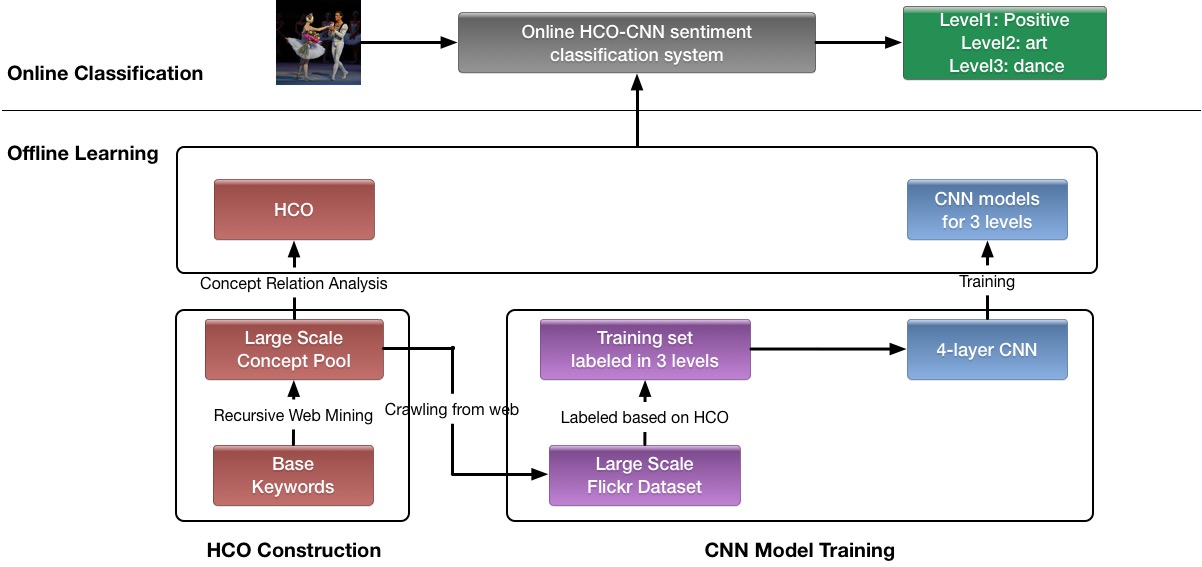 Online HCO-CNN sentiment
classification system
Level1: Positive
Level2: art
Level3: dance
Online Classification
Offline Learning
HCO
CNN models
for 3 levels
Concept Relation Analysis
Training
Large Scale
Concept Pool
Training set
labeled in 3 levels
4-layer CNN
Recursive Web Mining
Crawling from web
Labeled based on HCO
Base
Keywords
Large Scale
Flickr Dataset
HCO Construction
CNN Model Training